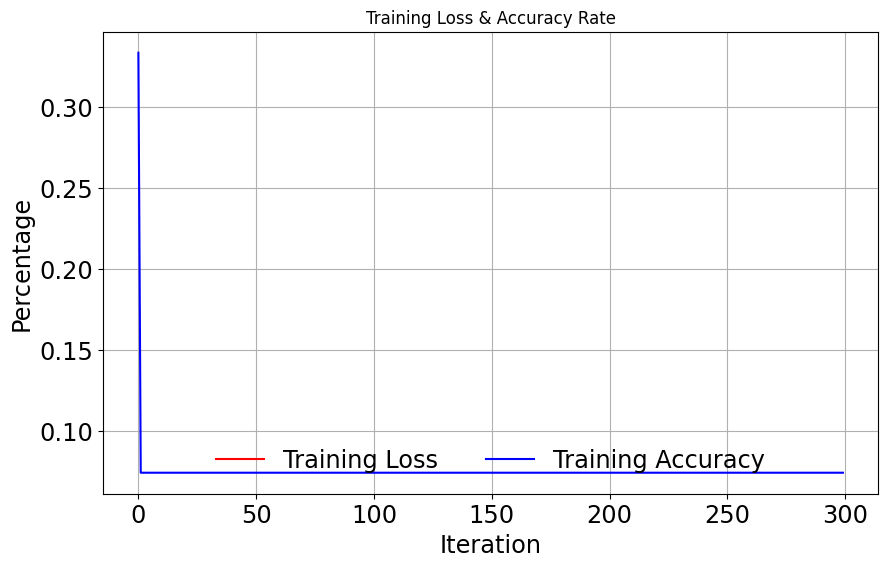 Training Loss & Accuracy Rate
Percentage
0.30
0.25
0.20
0.15
0.10
Training Loss Training Accuracy
0 50 100 150 200 250 300
Iteration